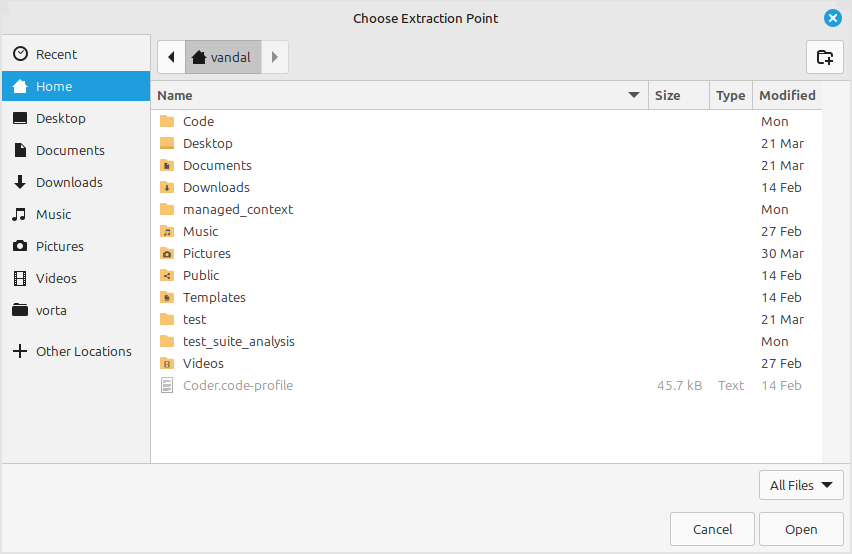 Choose Extraction Point
Recent
Home
Desktop
Documents
Downloads
Music
Pictures
Videos
vorta
Other Locations
vandal
Name Size Type Modified
Code Mon
Desktop 21 Mar
Documents 21 Mar
Downloads 14 Feb
managed_context Mon
Music 27 Feb
Pictures 30 Mar
Public 14 Feb
Templates 14 Feb
test 21 Mar
test_suite_analysis Mon
Videos 27 Feb
Coder.code-profile 45.7 kB Text 14 Feb
All Files
Cancel Open